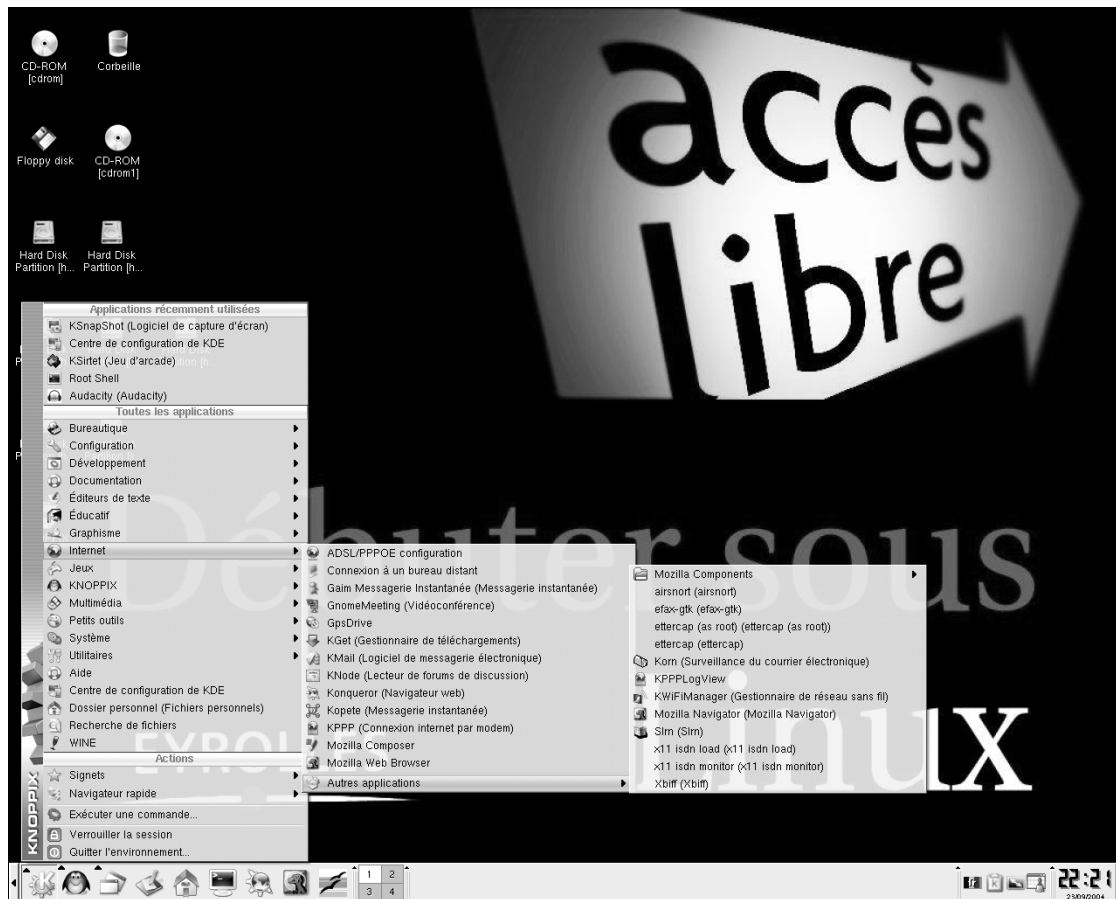 accès
libre
CD-ROM
[cdrom]
Corbeille
Floppy disk
CD-ROM
[cdrom1]
Hard Disk
Partition [h...
Hard Disk
Partition [h...
Débuter sous
Linux
EYROLLES
Applications récemment utilisées
KSnapShot (Logiciel de capture d'écran)
Centre de configuration de KDE
KSirtet (Jeu d'arcade)
Root Shell
Audacity (Audacity)
Toutes les applications
Bureautique
Configuration
Développement
Documentation
Éditeurs de texte
Éducatif
Graphisme
Internet
Jeux
KNOPPIX
Multimédia
Petits outils
Système
Utilitaires
Aide
Centre de configuration de KDE
Dossier personnel (Fichiers personnels)
Recherche de fichiers
WINE
Actions
Signets
Navigateur rapide
Exécuter une commande...
Verrouiller la session
Quitter l'environnement...
KNOPPIX
ADSL/PPPOE configuration
Connexion à un bureau distant
Gaim Messagerie Instantanée (Messagerie instantanée)
GnomeMeeting (Vidéoconférence)
GpsDrive
KGet (Gestionnaire de téléchargements)
KMail (Logiciel de messagerie électronique)
KNode (Lecteur de forums de discussion)
Konqueror (Navigateur web)
Kopete (Messagerie instantanée)
KPPP (Connexion internet par modem)
Mozilla Composer
Mozilla Web Browser
Autres applications
Mozilla Components
airsnort (airsnort)
efax-gtk (efax-gtk)
ettercap (as root) (ettercap (as root))
ettercap (ettercap)
Korn (Surveillance du courrier électronique)
KPPPLogView
KWiFiManager (Gestionnaire de réseau sans fil)
Mozilla Navigator (Mozilla Navigator)
Slrn (Slrn)
x11 isdn load (x11 isdn load)
x11 isdn monitor (x11 isdn monitor)
Xbiff (Xbiff)
1 2
3 4
fr
22:21
23/09/2004